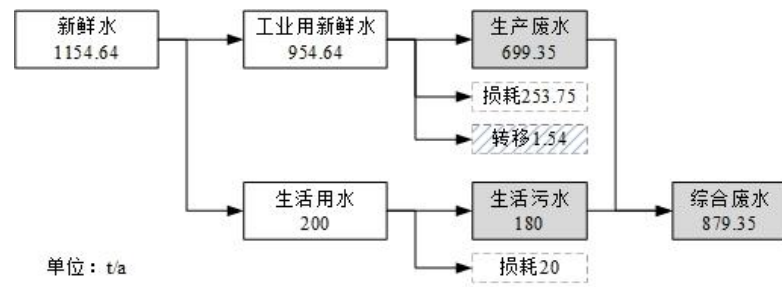 新鲜水
1154.64
工业用新鲜水
954.64
生产废水
699.35
损耗253.75
转移1.54
生活用水
200
生活污水
180
综合废水
879.35
损耗20
单位：t/a